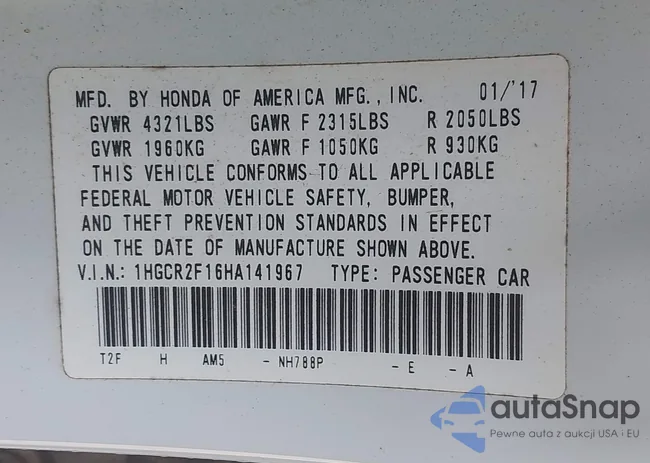 MFD. BY HONDA OF AMERICA MFG., INC. 01/'17
GVWR 4321LBS GAWR F 2315LBS R 2050LBS
GVWR 1960KG GAWR F 1050KG R 930KG
THIS VEHICLE CONFORMS TO ALL APPLICABLE
FEDERAL MOTOR VEHICLE SAFETY, BUMPER,
AND THEFT PREVENTION STANDARDS IN EFFECT
ON THE DATE OF MANUFACTURE SHOWN ABOVE.
V.I.N.: 1HGCR2F16HA141967 TYPE: PASSENGER CAR
T2F H AM5 - NH788P - E - A
autaSnap
Pewne auta z aukcji USA i EU